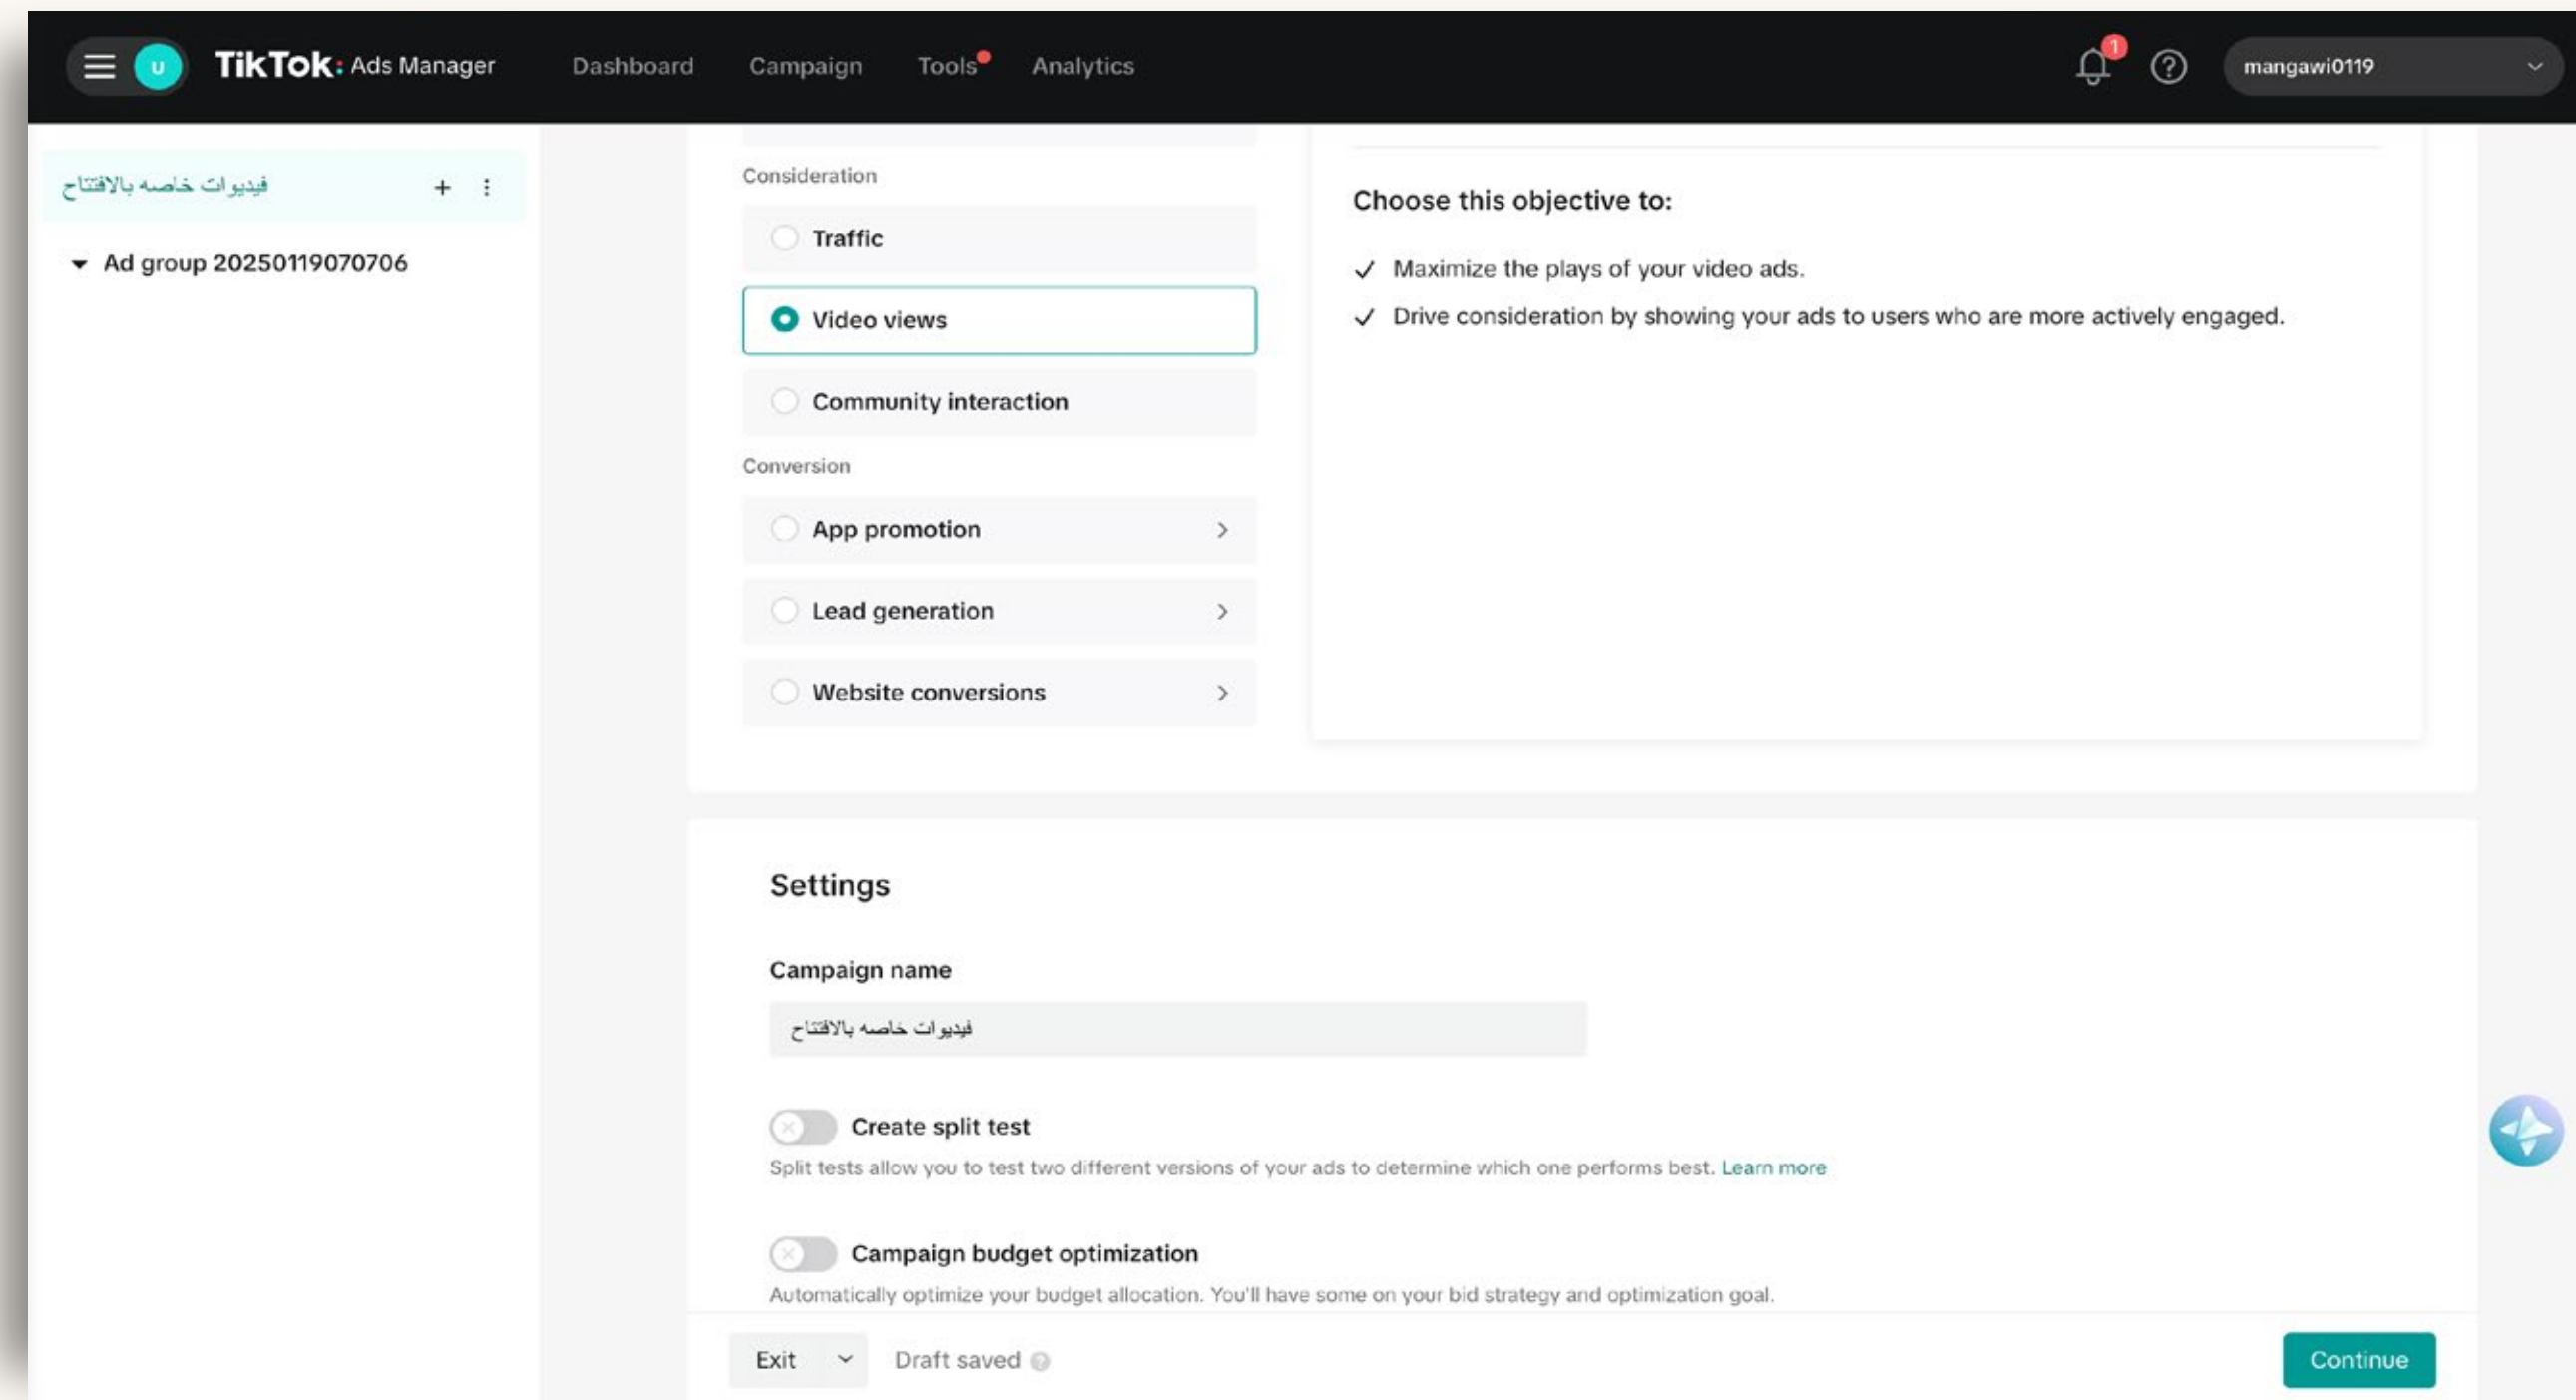 U TikTok: Ads Manager Dashboard Campaign Tools Analytics 1 mangawi0119
فيديوات خاصه بالافتتاح
Ad group 20250119070706
Consideration
Traffic
Video views
Community interaction
Conversion
App promotion
Lead generation
Website conversions
Choose this objective to:
Maximize the plays of your video ads.
Drive consideration by showing your ads to users who are more actively engaged.
Settings
Campaign name
فيديوات خاصه بالافتتاح
Create split test
Split tests allow you to test two different versions of your ads to determine which one performs best. Learn more
Campaign budget optimization
Automatically optimize your budget allocation. You'll have some on your bid strategy and optimization goal.
Exit Draft saved Continue